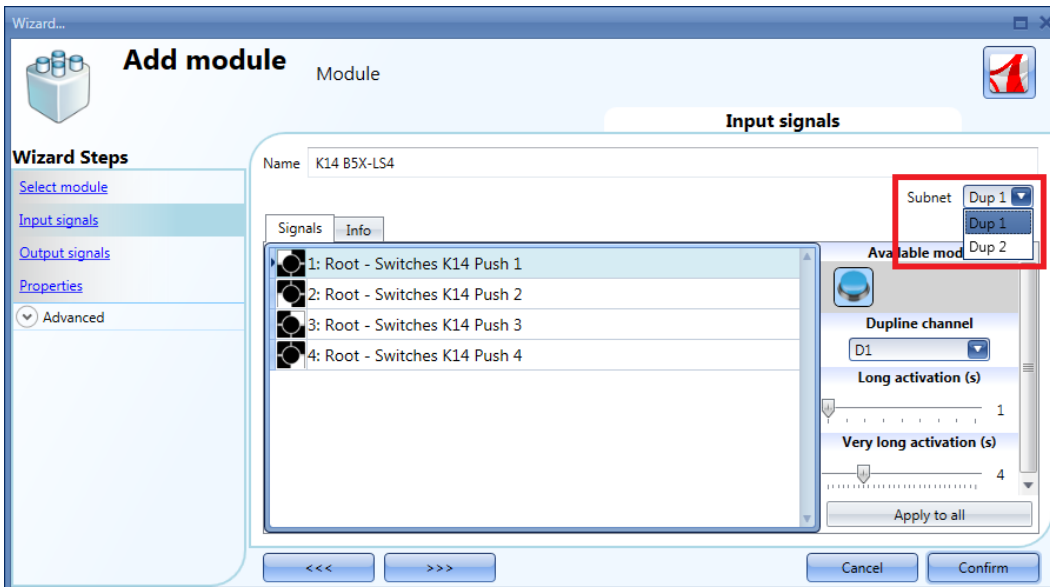 Wizard...
Add module
Module
Input signals
Wizard Steps
Select module
Input signals
Output signals
Properties
Advanced
Name K14 B5X-LS4
Subnet Dup 1
Dup 1
Dup 2
Signals Info
1: Root - Switches K14 Push 1
2: Root - Switches K14 Push 2
3: Root - Switches K14 Push 3
4: Root - Switches K14 Push 4
Available mod
Dupline channel
D1
Long activation (s)
1
Very long activation (s)
4
Apply to all
<<< >>> Cancel Confirm